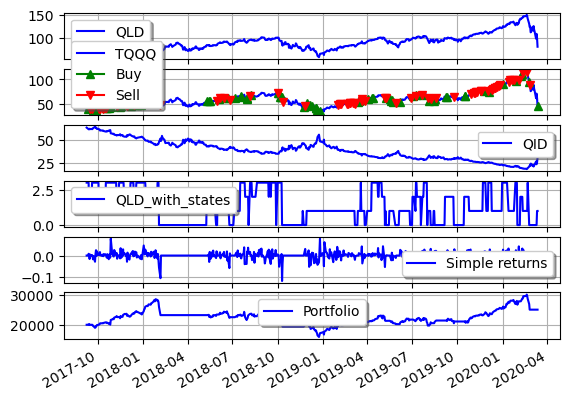 150
100
QLD
TQQQ
Buy
Sell
100
50
50
25
QID
2.5
0.0
QLD_with_states
0.0
−0.1
Simple returns
30000
20000
Portfolio
2017-10
2018-01
2018-04
2018-07
2018-10
2019-01
2019-04
2019-07
2019-10
2020-01
2020-04